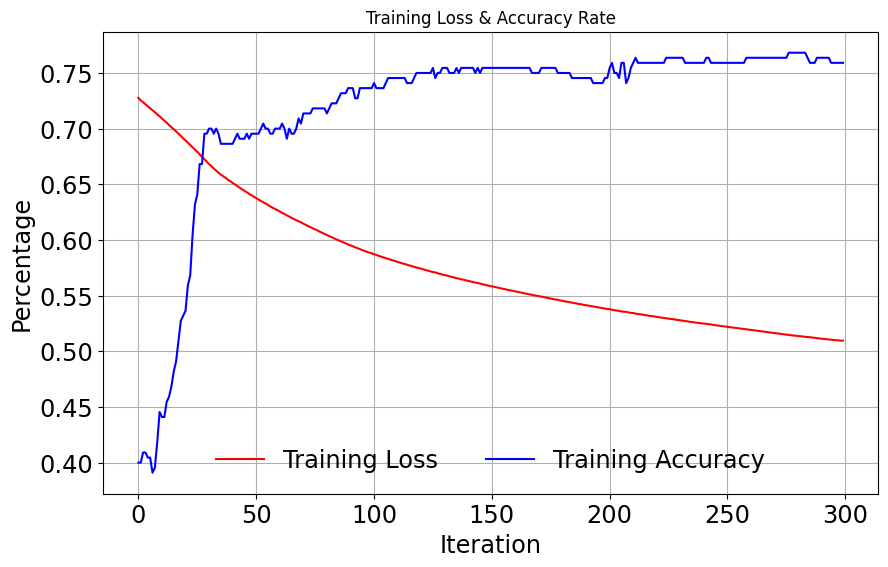 Training Loss & Accuracy Rate
Percentage
0.75
0.70
0.65
0.60
0.55
0.50
0.45
0.40
Training Loss Training Accuracy
0 50 100 150 200 250 300
Iteration